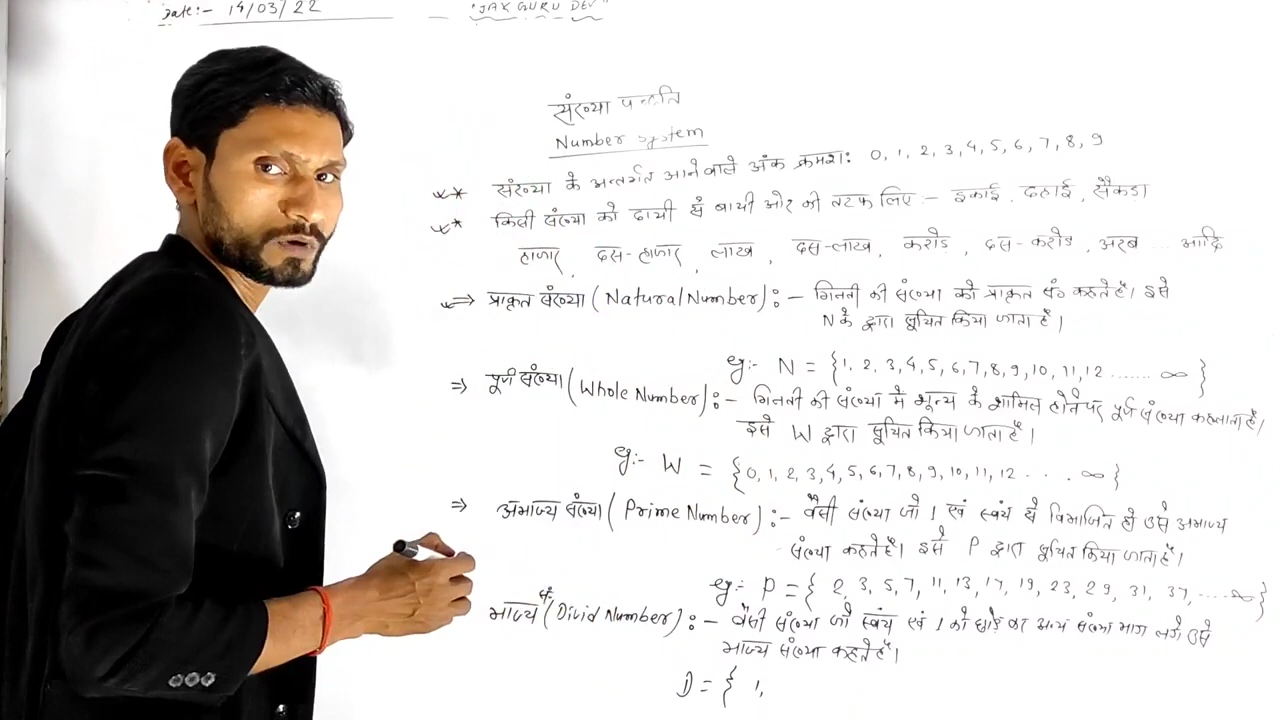 Date:- 14/03/22 "JAY GURU DEV"
संख्या पद्धति
Number System
* संख्या के अन्तर्गत आने वाले अंक क्रमशः 0, 1, 2, 3, 4, 5, 6, 7, 8, 9
* किसी संख्या को दायी से बायी ओर की तरफ लिए:- इकाई, दहाई, सैकडा
हाजार, दस-हाजार, लाख, दस-लाख, करोड, दस-करोड, अरब ... आदि
⇒ प्राकृत संख्या (Natural Number) :- गिनती की संख्या को प्राकृत सं० कहते हैं। इसे
N के द्वारा सूचित किया जाता है।
eg:- N = {1, 2, 3, 4, 5, 6, 7, 8, 9, 10, 11, 12 ....... ∞ }
⇒ पूर्ण संख्या (Whole Number) :- गिनती की संख्या में शून्य के शामिल होने पर पूर्ण संख्या कहलाता है।
इसे W द्वारा सूचित किया जाता है।
eg:- W = {0, 1, 2, 3, 4, 5, 6, 7, 8, 9, 10, 11, 12 . . . ∞ }
⇒ अभाज्य संख्या (Prime Number) :- वैसी संख्या जो 1 एवं स्वंय से विभाजित हो उसे अभाज्य
संख्या कहते हैं। इसे P द्वारा सूचित किया जाता है।
eg:- P = { 2, 3, 5, 7, 11, 13, 17, 19, 23, 29, 31, 37, ..... ∞ }
भाज्य सं. (Divid Number) :- वैसी संख्या जो स्वंय एवं 1 को छोड़ कर अन्य संख्या भाग लगे उसे
भाज्य संख्या कहते हैं।
D = { 1,